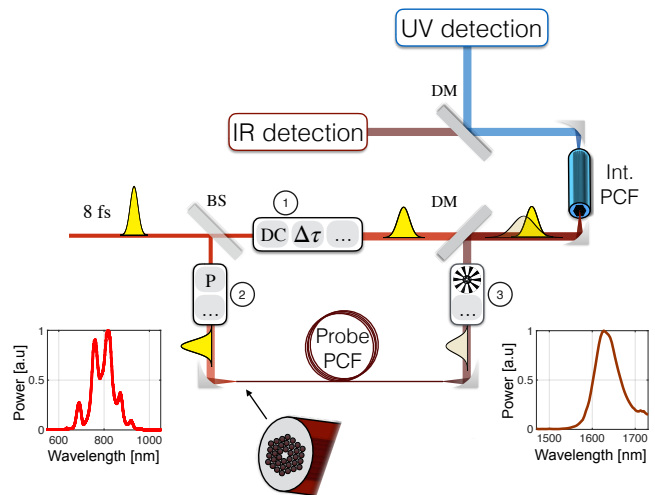 UV detection
DM
IR detection
Int.
PCF
8 fs
BS
1
DM
DC Δτ ...
P
...
2
...
3
Probe
PCF
Power [a.u]
1
0.5
0
600 800 1000
Wavelength [nm]
Power [a.u]
1
0.5
0
1500 1600 1700
Wavelength [nm]